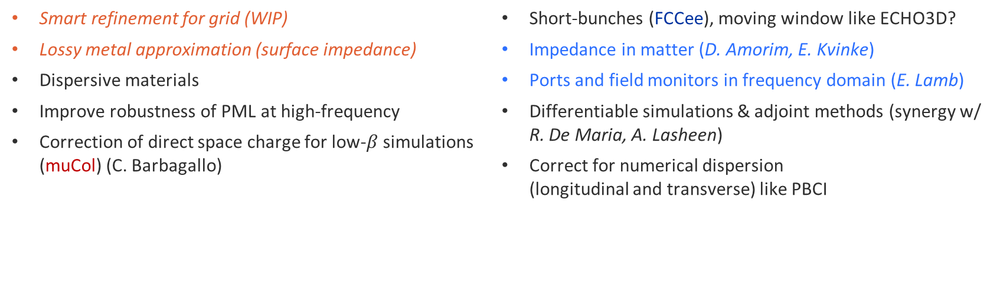 • Smart refinement for grid (WIP)
• Lossy metal approximation (surface impedance)
• Dispersive materials
• Improve robustness of PML at high-frequency
• Correction of direct space charge for low-β simulations
(muCol) (C. Barbagallo)
• Short-bunches (FCCee), moving window like ECHO3D?
• Impedance in matter (D. Amorim, E. Kvinke)
• Ports and field monitors in frequency domain (E. Lamb)
• Differentiable simulations & adjoint methods (synergy w/
R. De Maria, A. Lasheen)
• Correct for numerical dispersion
(longitudinal and transverse) like PBCI